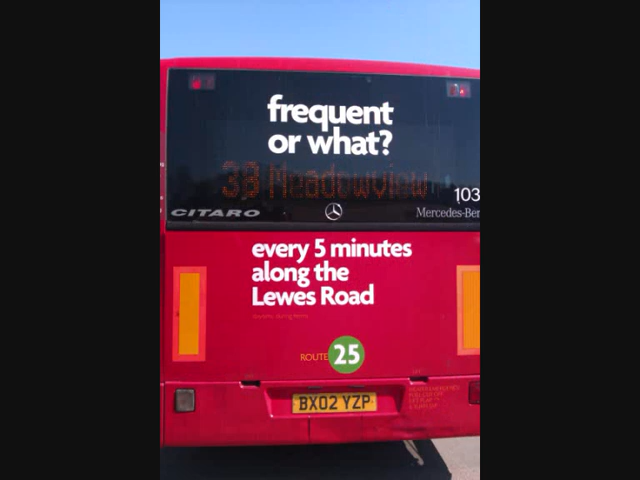 frequent
or what?
38 Meadowview
103
CITARO
Mercedes-Ben
every 5 minutes
along the
Lewes Road
ROUTE 25
BX02 YZP